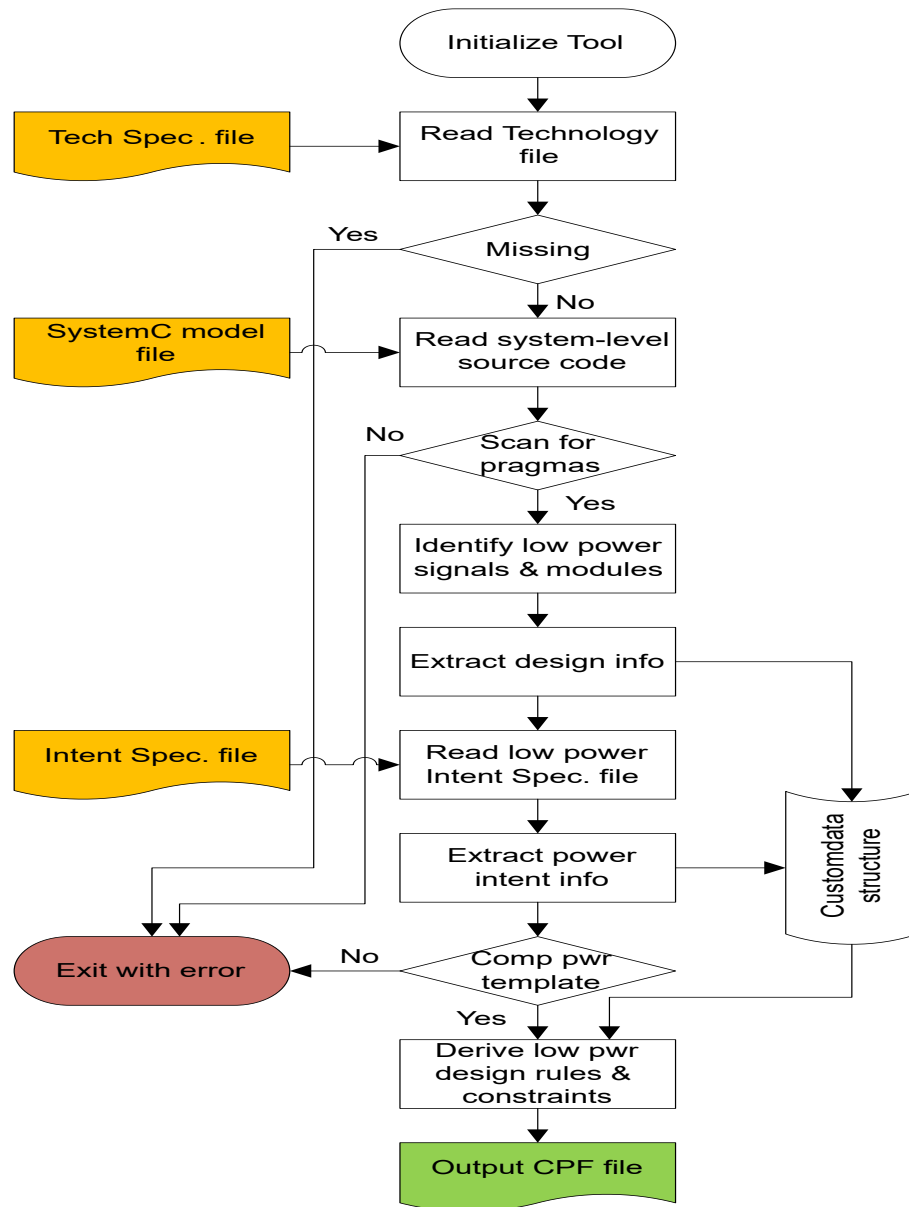 Initialize Tool
Tech Spec. file
Read Technology
file
Yes
Missing
No
SystemC model
file
Read system-level
source code
No
Scan for
pragmas
Yes
Identify low power
signals & modules
Extract design info
Intent Spec. file
Read low power
Intent Spec. file
Customdata
structure
Extract power
intent info
Exit with error
No
Comp pwr
template
Yes
Derive low pwr
design rules &
constraints
Output CPF file